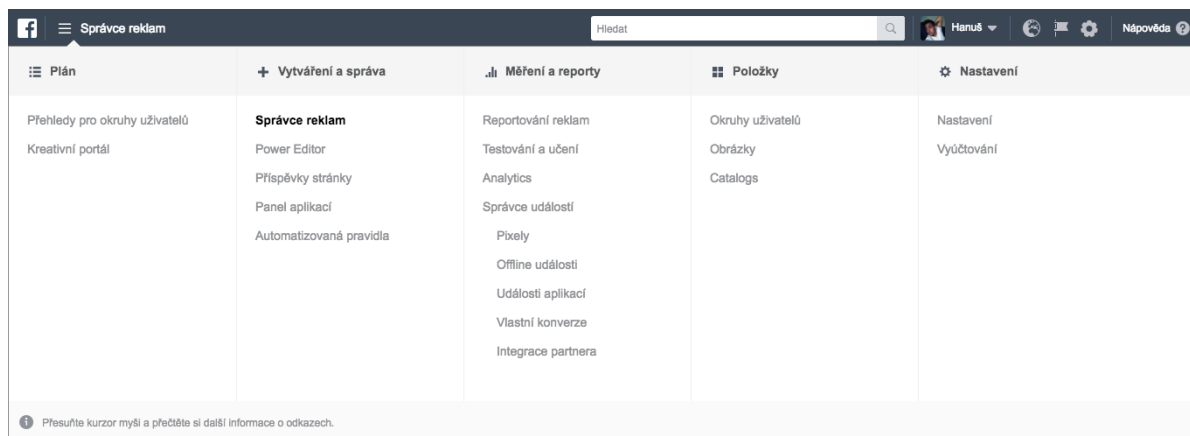 Správce reklam
Hledat
Hanuš
Nápověda
Plán
Přehledy pro okruhy uživatelů
Kreativní portál
Vytváření a správa
Správce reklam
Power Editor
Příspěvky stránky
Panel aplikací
Automatizovaná pravidla
Měření a reporty
Reportování reklam
Testování a učení
Analytics
Správce událostí
Pixely
Offline události
Události aplikací
Vlastní konverze
Integrace partnera
Položky
Okruhy uživatelů
Obrázky
Catalogs
Nastavení
Nastavení
Vyúčtování
Přesuňte kurzor myši a přečtěte si další informace o odkazech.